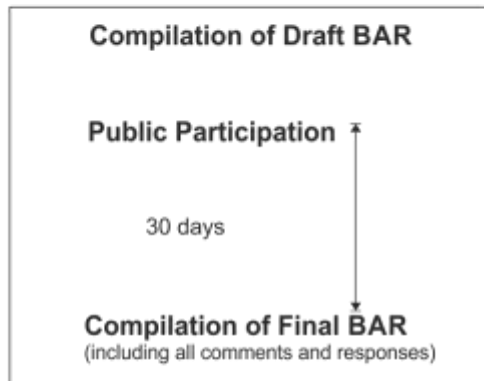 Compilation of Draft BAR
Public Participation
30 days
Compilation of Final BAR
(including all comments and responses)